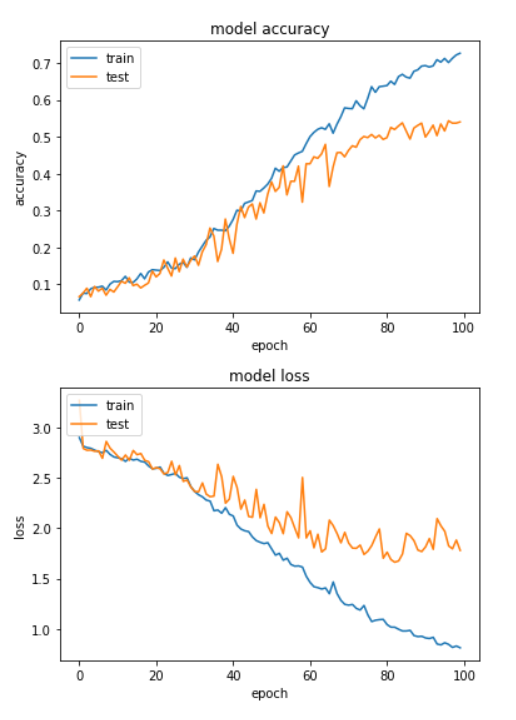 model accuracy
train
test
0.7
0.6
0.5
0.4
0.3
0.2
0.1
accuracy
0 20 40 60 80 100
epoch
model loss
train
test
3.0
2.5
2.0
1.5
1.0
loss
0 20 40 60 80 100
epoch